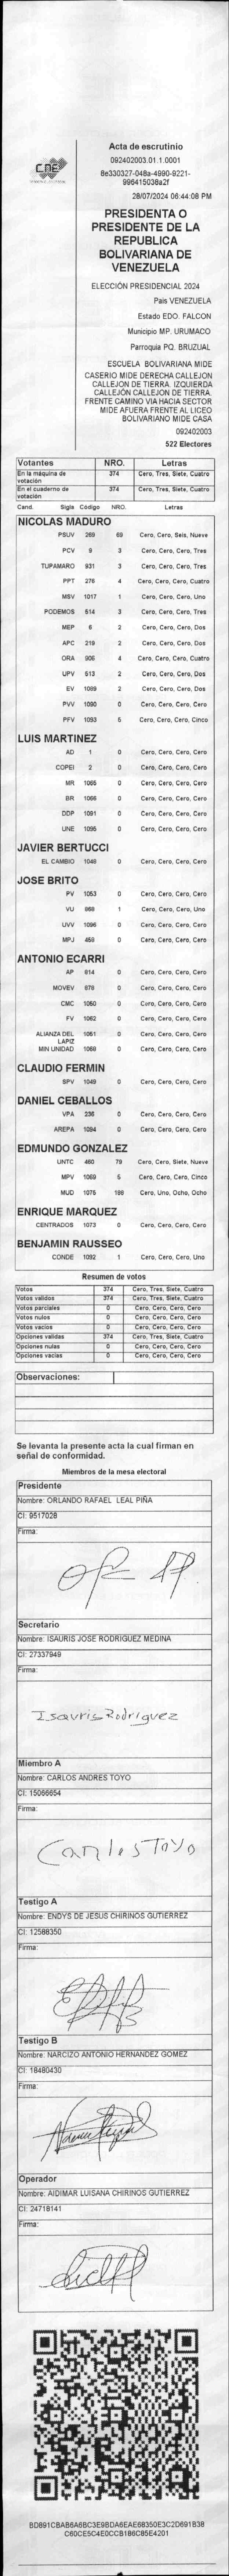 CNE
Acta de escrutinio
092402003.01.1.0001
8e330327-048a-4990-9221-
996415038a2f
28/07/2024 06:44:08 PM
PRESIDENTA O
PRESIDENTE DE LA
REPUBLICA
BOLIVARIANA DE
VENEZUELA
ELECCIÓN PRESIDENCIAL 2024
Pais VENEZUELA
Estado EDO. FALCON
Municipio MP. URUMACO
Parroquia PQ. BRUZUAL
ESCUELA BOLIVARIANA MIDE
CASERIO MIDE DERECHA CALLEJON
CALLEJON DE TIERRA. IZQUIERDA
CALLEJÓN CALLEJON DE TIERRA.
FRENTE CAMINO VIA HACIA SECTOR
MIDE AFUERA FRENTE AL LICEO
BOLIVARIANO MIDE CASA
092402003
522 Electores
Votantes NRO. Letras
En la máquina de votación 374 Cero, Tres, Siete, Cuatro
En el cuaderno de votación 374 Cero, Tres, Siete, Cuatro
Cand. Sigla Código NRO. Letras
NICOLAS MADURO
PSUV 269 69 Cero, Cero, Seis, Nueve
PCV 9 3 Cero, Cero, Cero, Tres
TUPAMARO 931 3 Cero, Cero, Cero, Tres
PPT 276 4 Cero, Cero, Cero, Cuatro
MSV 1017 1 Cero, Cero, Cero, Uno
PODEMOS 514 3 Cero, Cero, Cero, Tres
MEP 6 2 Cero, Cero, Cero, Dos
APC 219 2 Cero, Cero, Cero, Dos
ORA 906 4 Cero, Cero, Cero, Cuatro
UPV 513 2 Cero, Cero, Cero, Dos
EV 1089 2 Cero, Cero, Cero, Dos
PVV 1090 0 Cero, Cero, Cero, Cero
PFV 1093 5 Cero, Cero, Cero, Cinco
LUIS MARTINEZ
AD 1 0 Cero, Cero, Cero, Cero
COPEI 2 0 Cero, Cero, Cero, Cero
MR 1065 0 Cero, Cero, Cero, Cero
BR 1066 0 Cero, Cero, Cero, Cero
DDP 1091 0 Cero, Cero, Cero, Cero
UNE 1095 0 Cero, Cero, Cero, Cero
JAVIER BERTUCCI
EL CAMBIO 1048 0 Cero, Cero, Cero, Cero
JOSE BRITO
PV 1053 0 Cero, Cero, Cero, Cero
VU 868 1 Cero, Cero, Cero, Uno
UVV 1096 0 Cero, Cero, Cero, Cero
MPJ 459 0 Cero, Cero, Cero, Cero
ANTONIO ECARRI
AP 814 0 Cero, Cero, Cero, Cero
MOVEV 878 0 Cero, Cero, Cero, Cero
CMC 1050 0 Cero, Cero, Cero, Cero
FV 1062 0 Cero, Cero, Cero, Cero
ALIANZA DEL LAPIZ 1051 0 Cero, Cero, Cero, Cero
MIN UNIDAD 1068 0 Cero, Cero, Cero, Cero
CLAUDIO FERMIN
SPV 1049 0 Cero, Cero, Cero, Cero
DANIEL CEBALLOS
VPA 236 0 Cero, Cero, Cero, Cero
AREPA 1094 0 Cero, Cero, Cero, Cero
EDMUNDO GONZALEZ
UNTC 460 79 Cero, Cero, Siete, Nueve
MPV 1069 5 Cero, Cero, Cero, Cinco
MUD 1075 188 Cero, Uno, Ocho, Ocho
ENRIQUE MARQUEZ
CENTRADOS 1073 0 Cero, Cero, Cero, Cero
BENJAMIN RAUSSEO
CONDE 1092 1 Cero, Cero, Cero, Uno
Resumen de votos
Votos 374 Cero, Tres, Siete, Cuatro
Votos validos 374 Cero, Tres, Siete, Cuatro
Votos parciales 0 Cero, Cero, Cero, Cero
Votos nulos 0 Cero, Cero, Cero, Cero
Votos vacios 0 Cero, Cero, Cero, Cero
Opciones validas 374 Cero, Tres, Siete, Cuatro
Opciones nulas 0 Cero, Cero, Cero, Cero
Opciones vacias 0 Cero, Cero, Cero, Cero
Observaciones:
Se levanta la presente acta la cual firman en
señal de conformidad.
Miembros de la mesa electoral
Presidente
Nombre: ORLANDO RAFAEL LEAL PIÑA
CI: 9517028
Firma:
Secretario
Nombre: ISAURIS JOSE RODRIGUEZ MEDINA
CI: 27337949
Firma:
Isauris Rodriguez
Miembro A
Nombre: CARLOS ANDRES TOYO
CI: 15066654
Firma:
Carlos Toyo
Testigo A
Nombre: ENDYS DE JESUS CHIRINOS GUTIERREZ
CI: 12588350
Firma:
Testigo B
Nombre: NARCIZO ANTONIO HERNANDEZ GOMEZ
CI: 18480430
Firma:
Operador
Nombre: AIDIMAR LUISANA CHIRINOS GUTIERREZ
CI: 24718141
Firma:
BD891CBAB6A6BC3E9BDA6EAE68350E3C2D691B38
C60CE5C4E0CCB186C85E4201